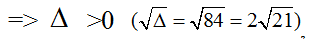 => Δ >0 (√Δ = √84 = 2√21),